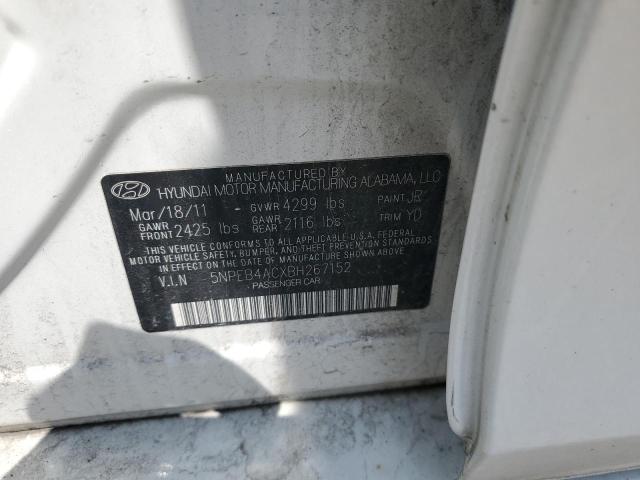 MANUFACTURED BY
HYUNDAI MOTOR MANUFACTURING ALABAMA, LLC
Mar/18/11 - GVWR 4299 lbs PAINT
GAWR FRONT 2425 lbs GAWR REAR 2116 lbs TRIM YD
THIS VEHICLE CONFORMS TO ALL APPLICABLE U.S.A. FEDERAL
MOTOR VEHICLE SAFETY, BUMPER, AND THEFT PREVENTION STANDARDS
IN EFFECT ON THE DATE OF MANUFACTURE SHOWN ABOVE
V.I.N 5NPEB4ACXBH267152
PASSENGER CAR